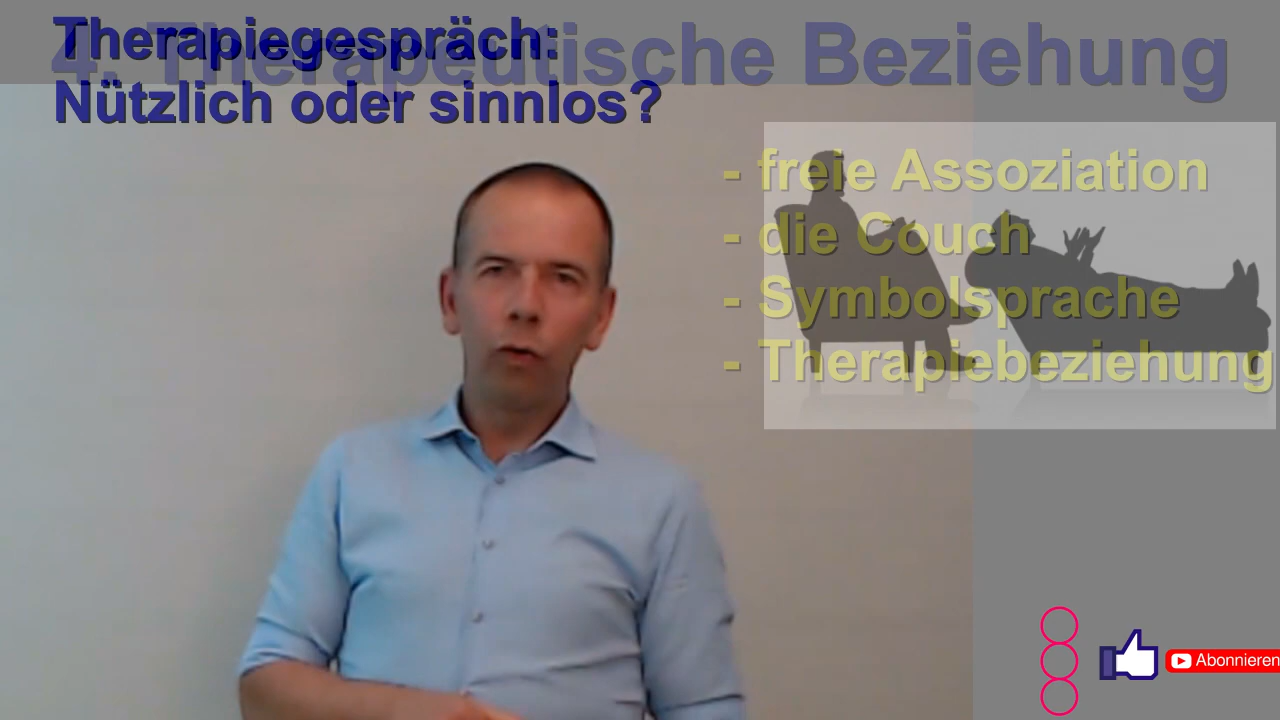 Therapiegespräch:
4. Therapeutische Beziehung
Nützlich oder sinnlos?
- freie Assoziation
- die Couch
- Symbolsprache
- Therapiebeziehung
Abonnieren